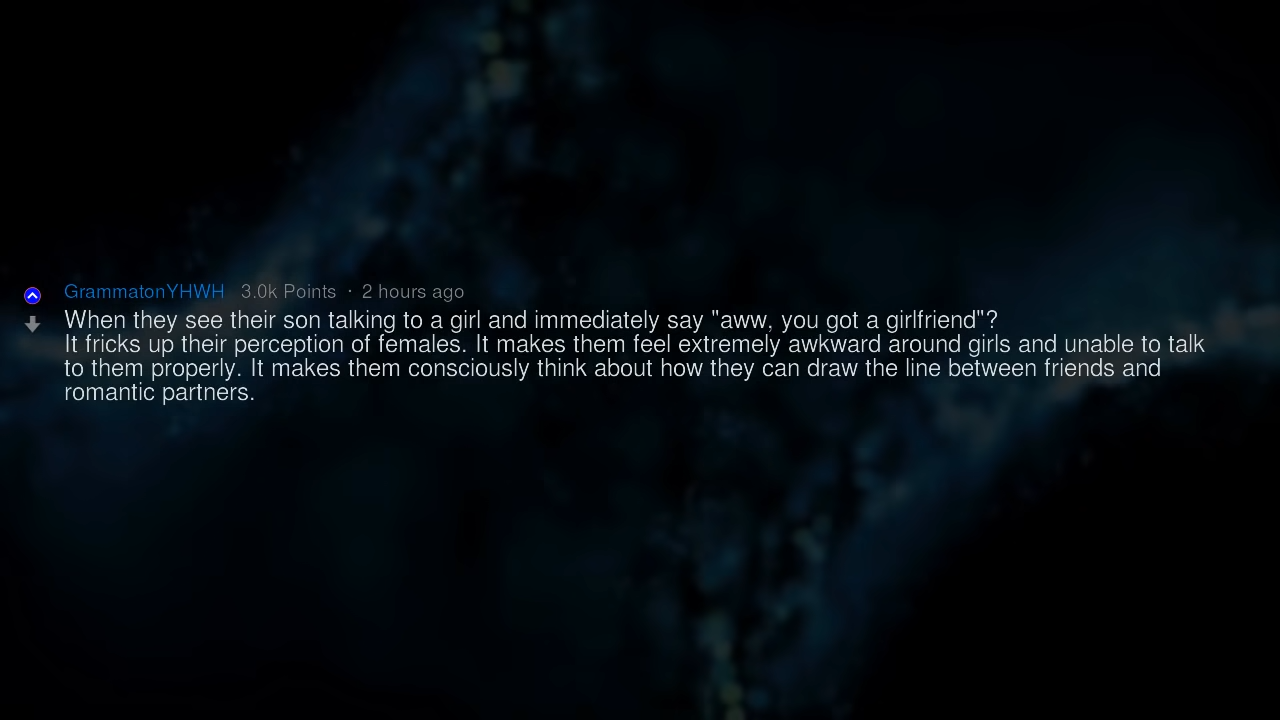 GrammatonYHWH 3.0k Points · 2 hours ago
When they see their son talking to a girl and immediately say "aww, you got a girlfriend"?
It fricks up their perception of females. It makes them feel extremely awkward around girls and unable to talk
to them properly. It makes them consciously think about how they can draw the line between friends and
romantic partners.